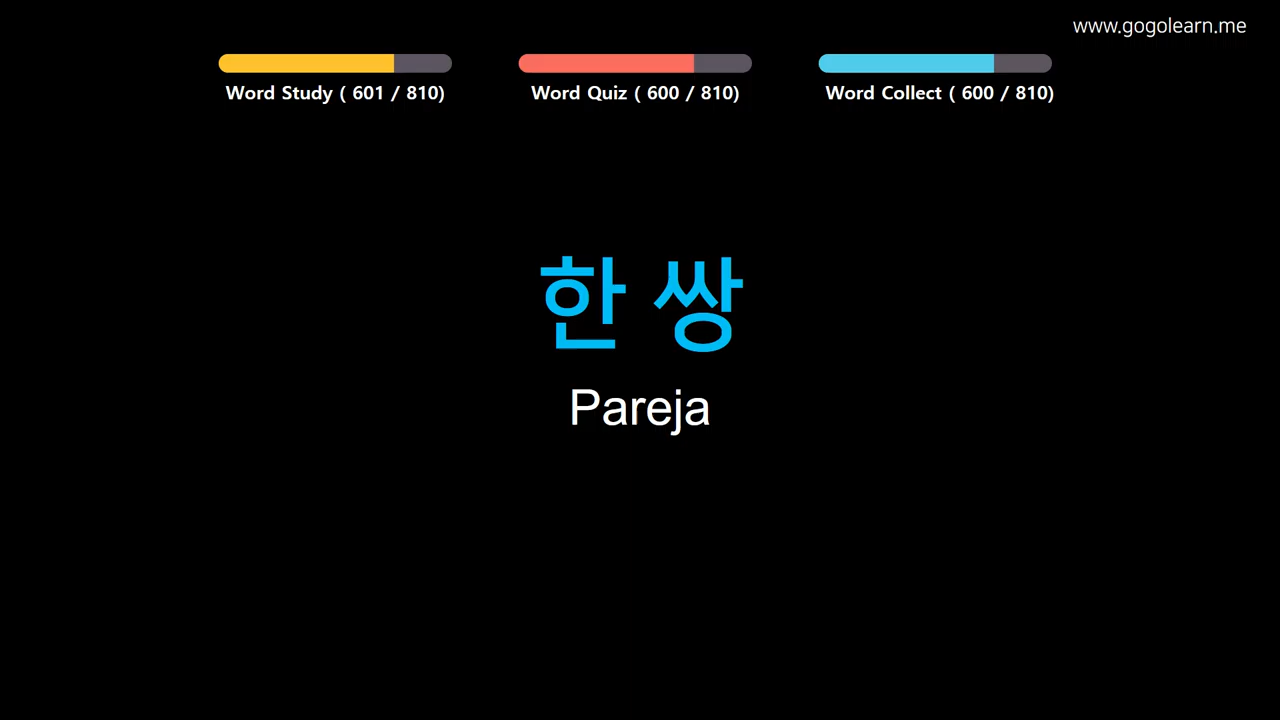 www.gogolearn.me
Word Study ( 601 / 810)
Word Quiz ( 600 / 810)
Word Collect ( 600 / 810)
한 쌍
Pareja